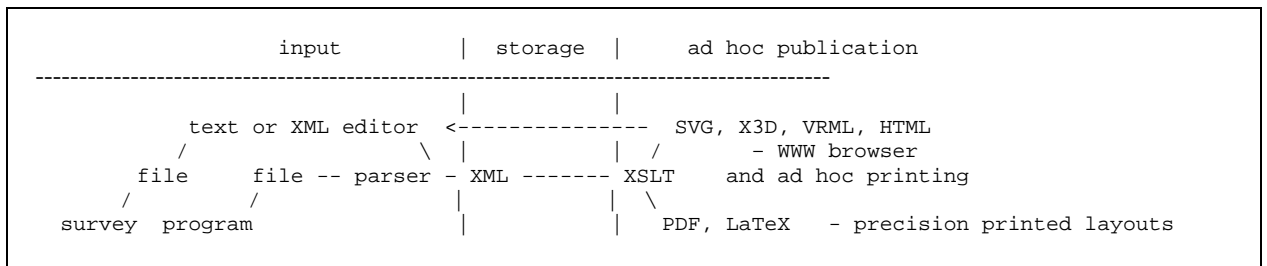 input | storage | ad hoc publication
------------------------------------------------------------------------------------------
| |
text or XML editor <--------------- SVG, X3D, VRML, HTML
/ \ | | / – WWW browser
file file -- parser – XML ------- XSLT and ad hoc printing
/ / | | \
survey program | | PDF, LaTeX – precision printed layouts